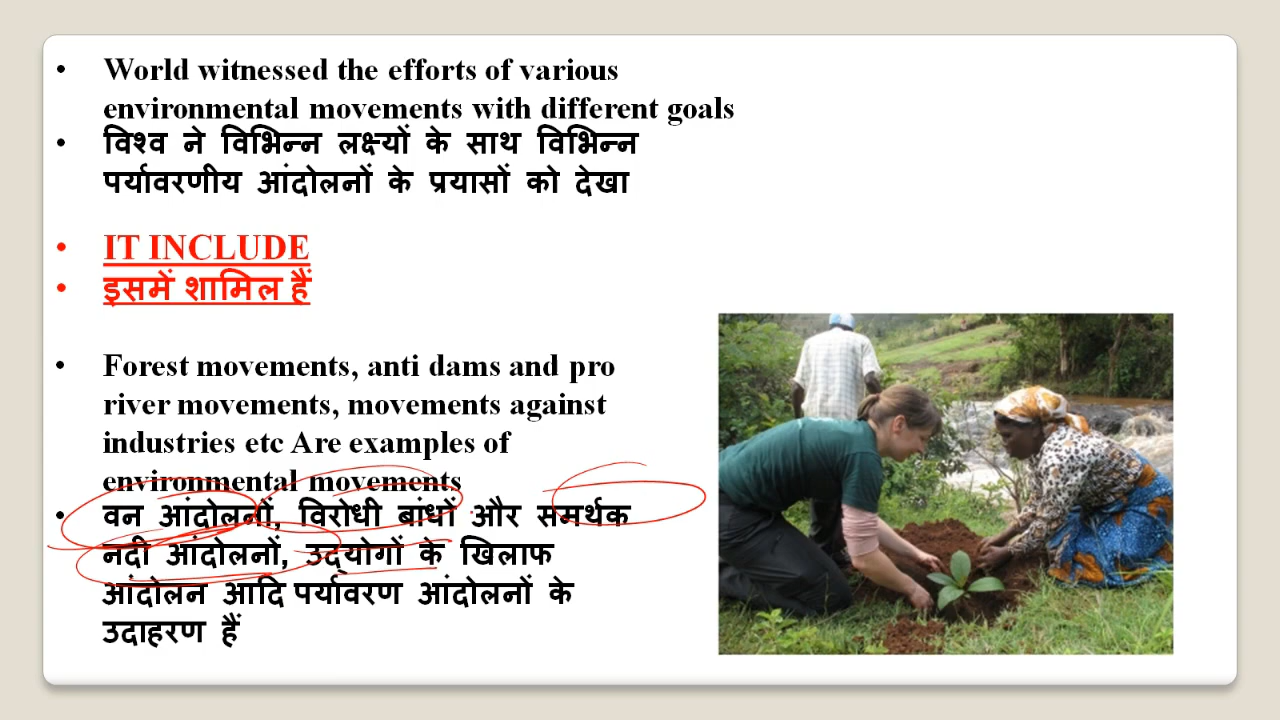 World witnessed the efforts of various
environmental movements with different goals
विश्व ने विभिन्न लक्ष्यों के साथ विभिन्न
पर्यावरणीय आंदोलनों के प्रयासों को देखा
IT INCLUDE
इसमें शामिल हैं
Forest movements, anti dams and pro
river movements, movements against
industries etc Are examples of
environmental movements
वन आंदोलनों, विरोधी बांधों और समर्थक
नदी आंदोलनों, उद्योगों के खिलाफ
आंदोलन आदि पर्यावरण आंदोलनों के
उदाहरण हैं